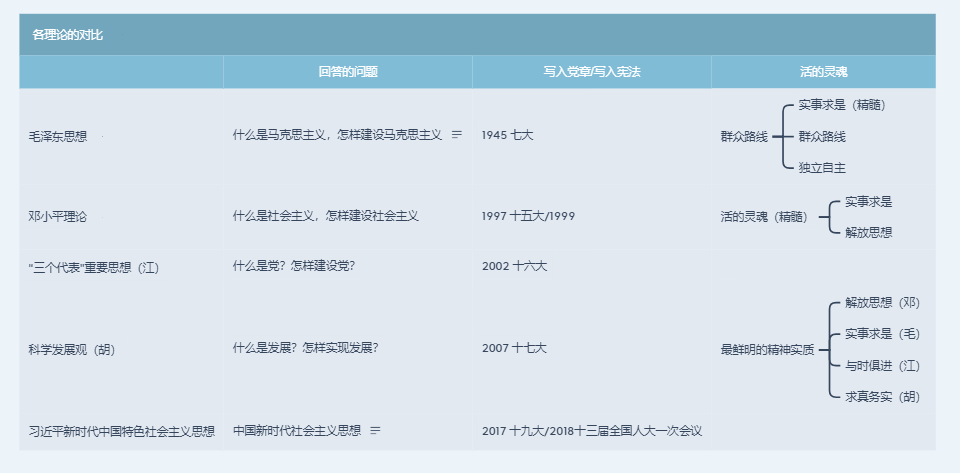 各理论的对比
回答的问题 写入党章/写入宪法 活的灵魂
毛泽东思想 什么是马克思主义，怎样建设马克思主义 1945 七大 群众路线
实事求是（精髓）
群众路线
独立自主
邓小平理论 什么是社会主义，怎样建设社会主义 1997 十五大/1999 活的灵魂（精髓）
实事求是
解放思想
"三个代表"重要思想（江） 什么是党？怎样建设党？ 2002 十六大
科学发展观（胡） 什么是发展？怎样实现发展？ 2007 十七大 最鲜明的精神实质
解放思想（邓）
实事求是（毛）
与时俱进（江）
求真务实（胡）
习近平新时代中国特色社会主义思想 中国新时代社会主义思想 2017 十九大/2018十三届全国人大一次会议